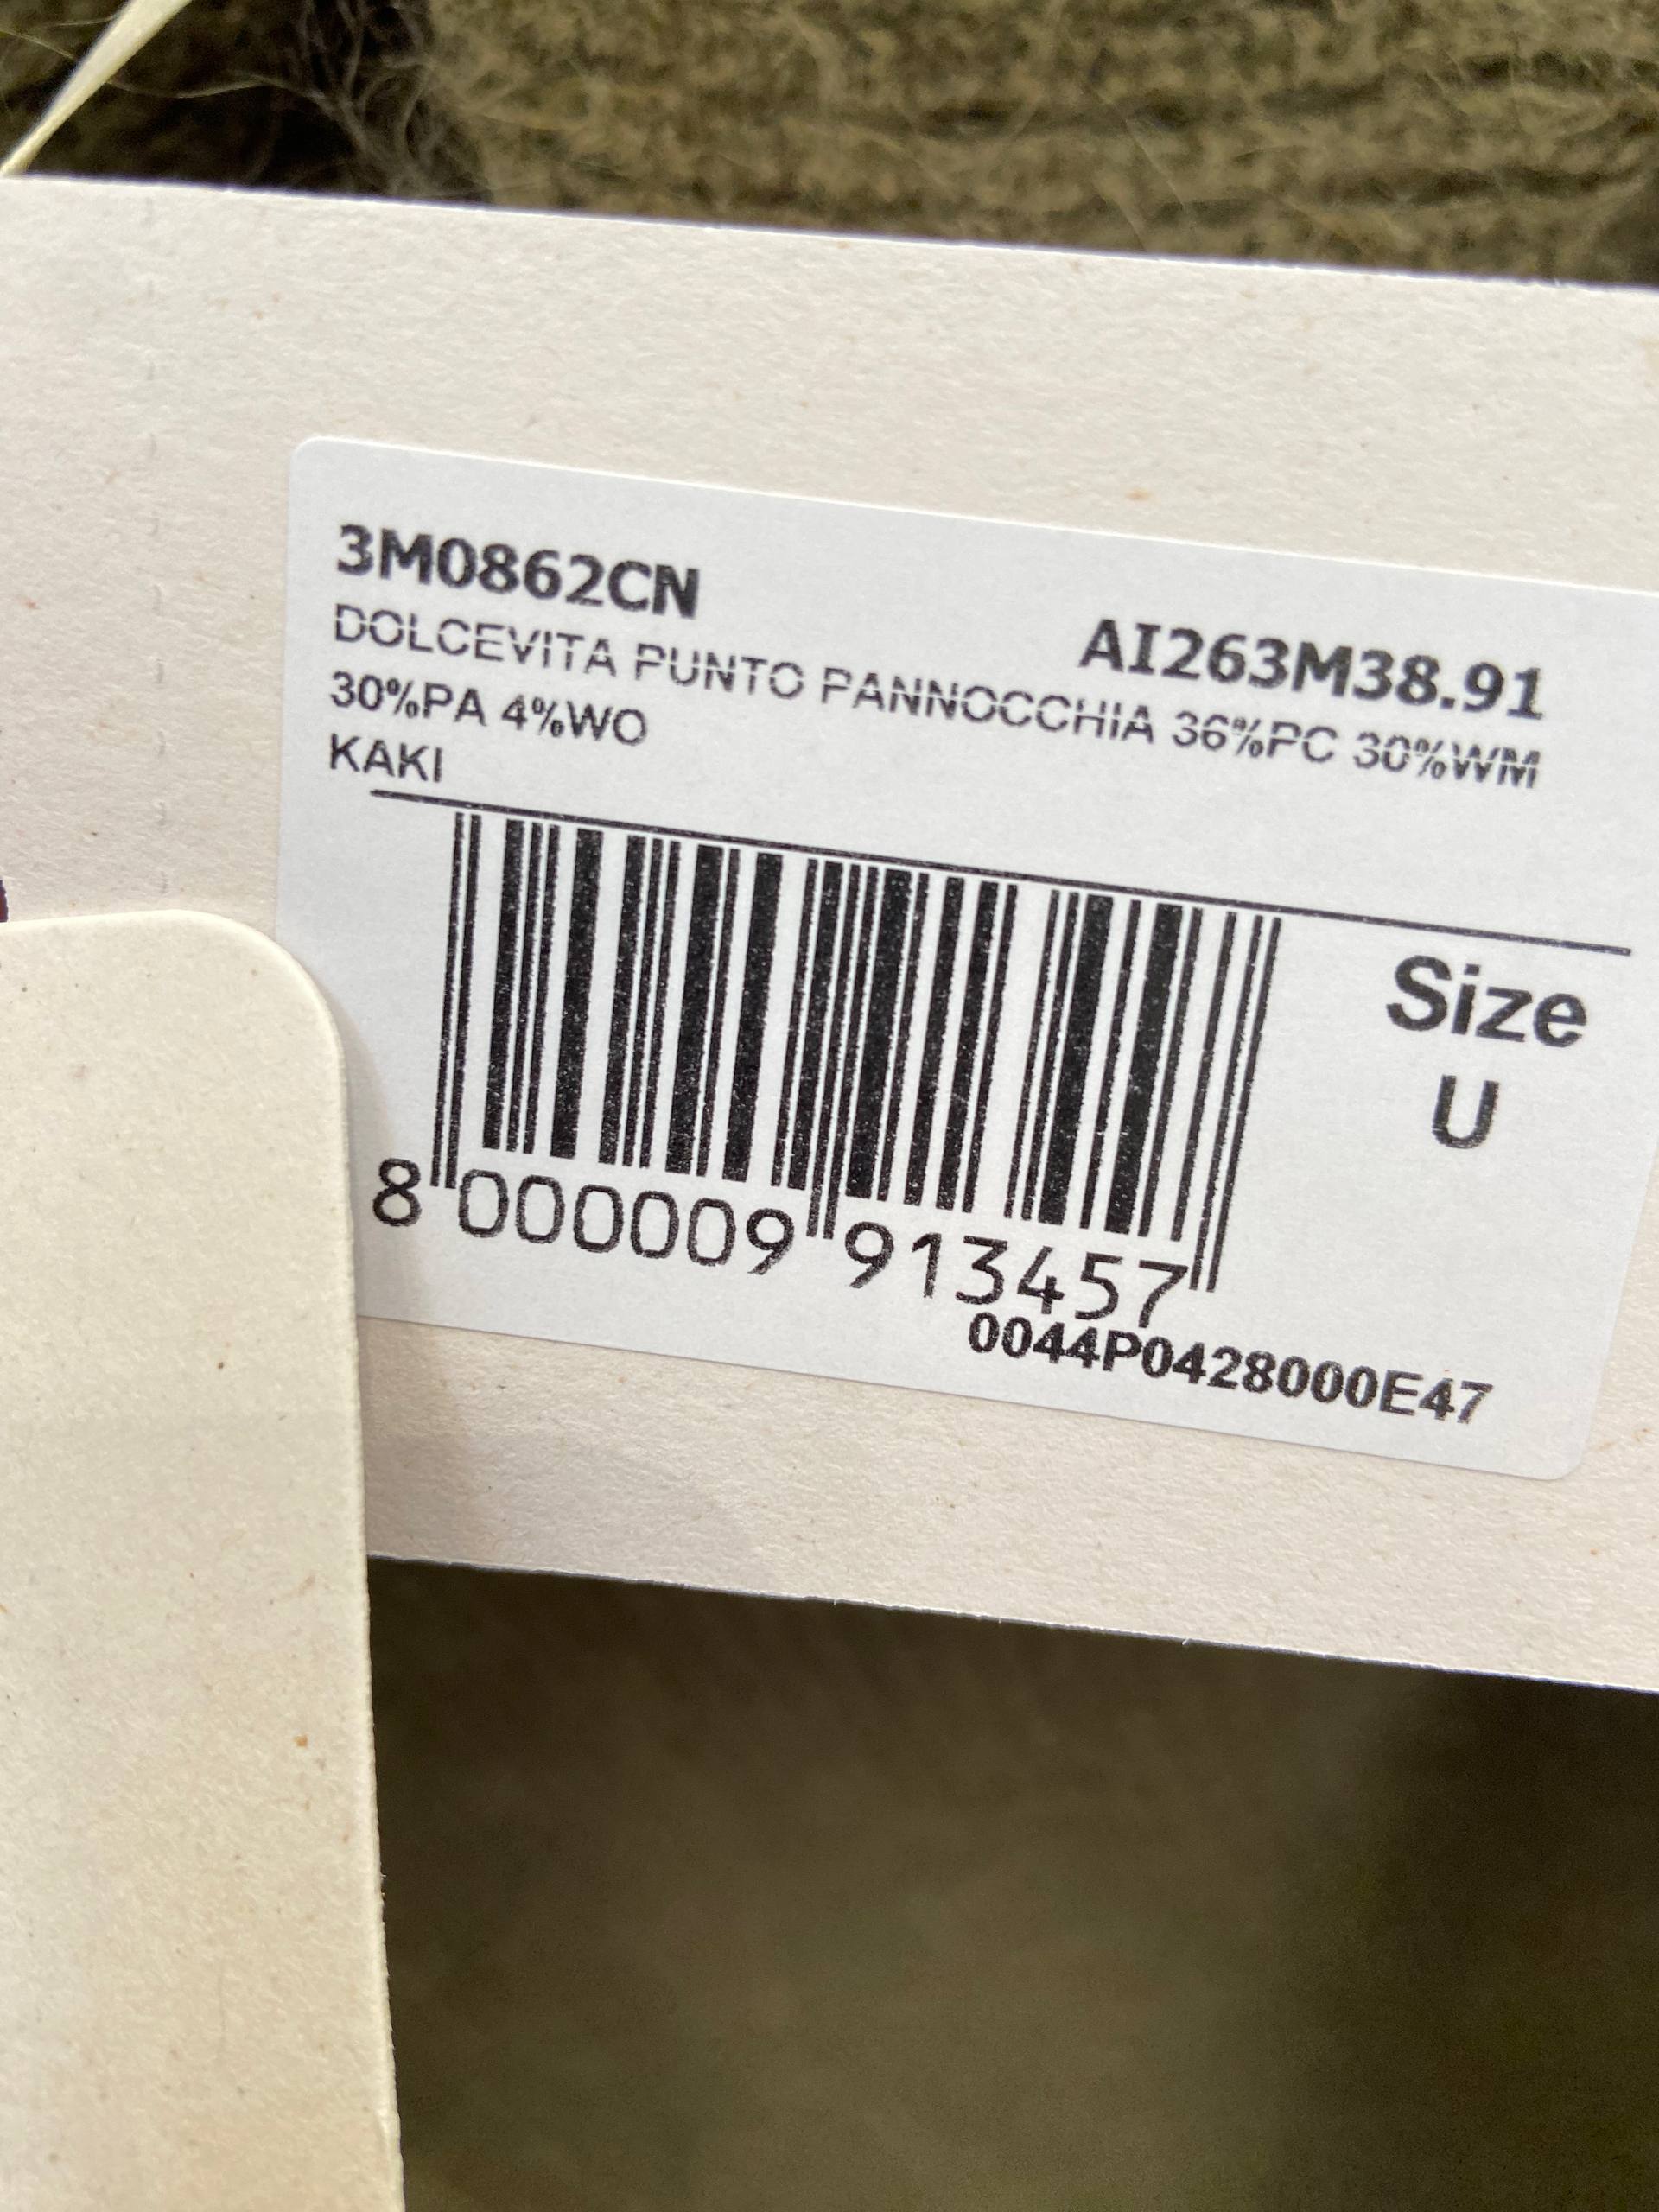 3M0862CN
AI263M38.91
DOLCEVITA PUNTO PANNOCCHIA 36%PC 30%WM
30%PA 4%WO
KAKI
Size
U
8 000009 913457
0044P0428000E47